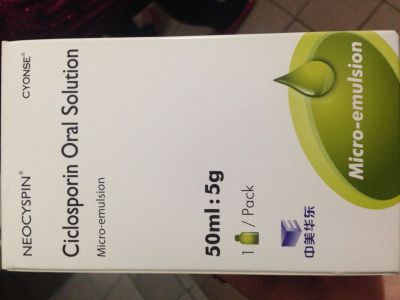 NEOCYSPIN® CYONSE®
Ciclosporin Oral Solution
Micro-emulsion
50ml : 5g
1 / Pack
中美华东
Micro-emulsion